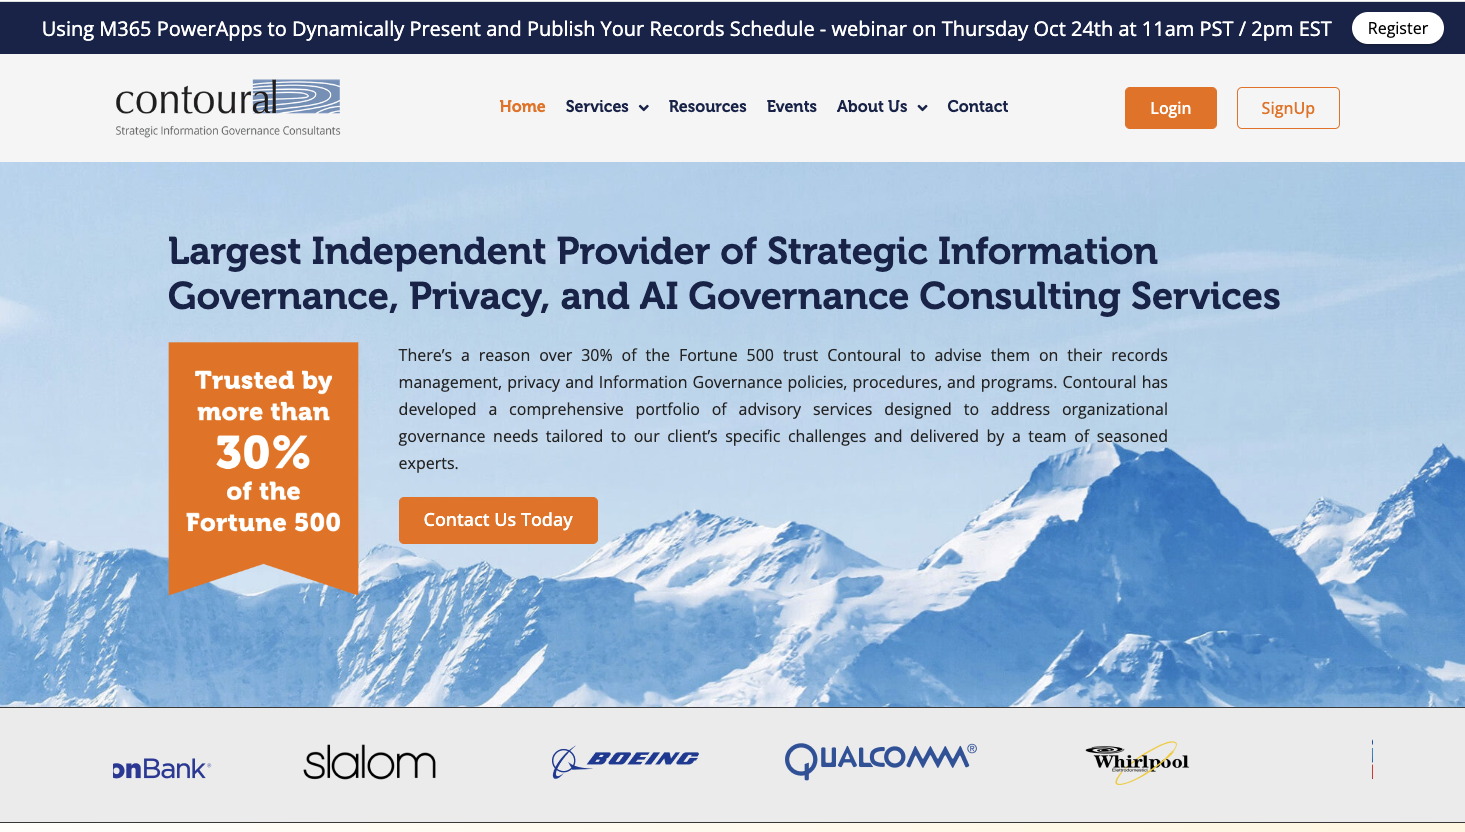 Using M365 PowerApps to Dynamically Present and Publish Your Records Schedule - webinar on Thursday Oct 24th at 11am PST / 2pm EST Register
contoural
Strategic Information Governance Consultants
Home Services Resources Events About Us Contact Login SignUp
Largest Independent Provider of Strategic Information
Governance, Privacy, and AI Governance Consulting Services
Trusted by
more than
30%
of the
Fortune 500
There's a reason over 30% of the Fortune 500 trust Contoural to advise them on their records
management, privacy and Information Governance policies, procedures, and programs. Contoural has
developed a comprehensive portfolio of advisory services designed to address organizational
governance needs tailored to our client's specific challenges and delivered by a team of seasoned
experts.
Contact Us Today
onBank slalom BOEING QUALCOMM® Whirlpool